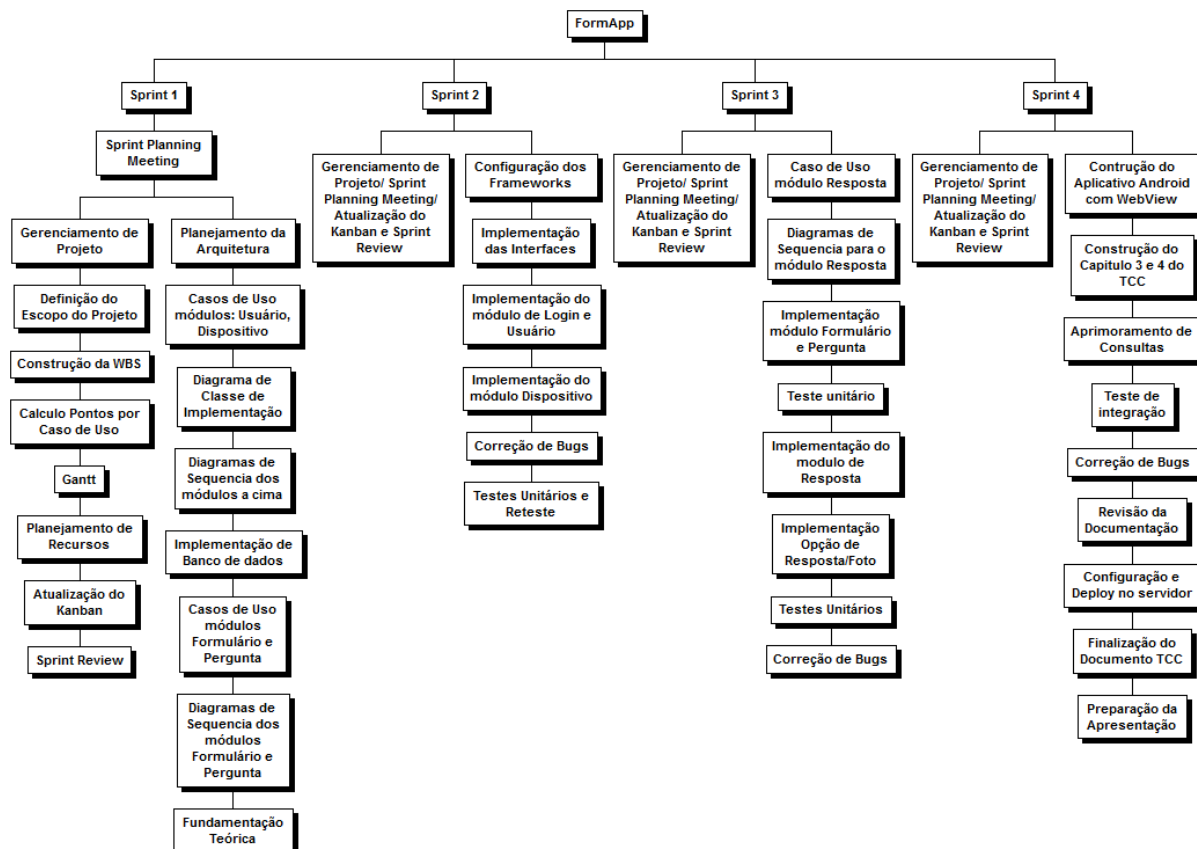 FormApp
Sprint 1
Sprint 2
Sprint 3
Sprint 4
Sprint Planning
Meeting
Gerenciamento de
Projeto
Definição do
Escopo do Projeto
Construção da WBS
Calculo Pontos por
Caso de Uso
Gantt
Planejamento de
Recursos
Atualização do
Kanban
Sprint Review
Planejamento da
Arquitetura
Casos de Uso
módulos: Usuário,
Dispositivo
Diagrama de
Classe de
Implementação
Diagramas de
Sequencia dos
módulos a cima
Implementação de
Banco de dados
Casos de Uso
módulos
Formulário e
Pergunta
Diagramas de
Sequencia dos
módulos
Formulário e
Pergunta
Fundamentação
Teórica
Gerenciamento de
Projeto/ Sprint
Planning Meeting/
Atualização do
Kanban e Sprint
Review
Configuração dos
Frameworks
Implementação
das Interfaces
Implementação do
módulo de Login e
Usuário
Implementação do
módulo Dispositivo
Correção de Bugs
Testes Unitários e
Reteste
Gerenciamento de
Projeto/ Sprint
Planning Meeting/
Atualização do
Kanban e Sprint
Review
Caso de Uso
módulo Resposta
Diagramas de
Sequencia para o
módulo Resposta
Implementação
módulo Formulário
e Pergunta
Teste unitário
Implementação do
modulo de
Resposta
Implementação
Opção de
Resposta/Foto
Testes Unitários
Correção de Bugs
Gerenciamento de
Projeto/ Sprint
Planning Meeting/
Atualização do
Kanban e Sprint
Review
Contrução do
Aplicativo Android
com WebView
Construção do
Capítulo 3 e 4 do
TCC
Aprimoramento de
Consultas
Teste de
integração
Correção de Bugs
Revisão da
Documentação
Configuração e
Deploy no servidor
Finalização do
Documento TCC
Preparação da
Apresentação